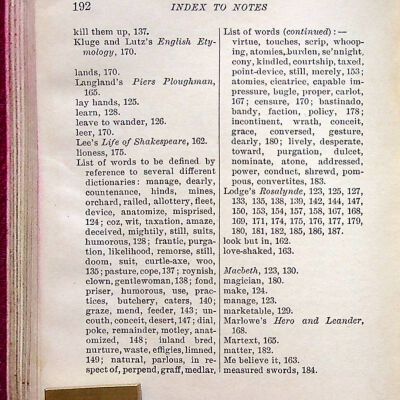 192
INDEX TO NOTES
kill them up, 137.
Kluge and Lutz's English Ety-
mology, 170.
lands, 170.
Langland's Piers Ploughman,
165.
lay hands, 125.
learn, 128.
leave to wander, 126.
leer, 170.
Lee's Life of Shakespeare, 162.
lioness, 175.
List of words to be defined by
reference to several different
dictionaries: manage, dearly,
countenance, hinds, mines,
orchard, railed, allottery, fleet,
device, anatomize, misprised,
124; coz, wit, taxation, amaze,
deceived, mightily, still, suits,
humorous, 128; frantic, purga-
tion, likelihood, remorse, still,
doom, suit, curtle-axe, woo,
135; pasture, cope, 137; roynish,
clown, gentlewoman, 138; fond,
priser, humorous, use, prac-
tices, butchery, caters, 140;
graze, mend, feeder, 143; un-
couth, conceit, desert, 147; dial,
poke, remainder, motley, anat-
omized, 148; inland bred,
nurture, waste, effigies, limned,
149; natural, parlous, in re-
spect of, perpend, graff, medlar,
List of words (continued): —
virtue, touches, scrip, whoop-
ing, atomies, burden, se'nnight,
cony, kindled, courtship, taxed,
point-device, still, merely, 153;
atomies, cicatrice, capable im-
pressure, bugle, proper, carlot,
167; censure, 170; bastinado,
bandy, faction, policy, 178;
incontinent, wrath, conceit,
grace, conversed, gesture,
dearly, 180; lively, desperate,
toward, purgation, dulcet,
nominate, atone, addressed,
power, conduct, shrewd, pom-
pous, convertites, 183.
Lodge's Rosalynde, 123, 125, 127,
133, 135, 138, 139, 142, 144, 147,
150, 153, 154, 157, 158, 167, 168,
169, 171, 174, 175, 176, 177, 179,
180, 181, 182, 185, 186, 187.
look but in, 162.
love-shaked, 163.
Macbeth, 123, 130.
magician, 180.
make, 124.
manage, 123.
marketable, 129.
Marlowe's Hero and Leander,
168.
Martext, 165.
matter, 182.
Me believe it, 163.
measured swords, 184.